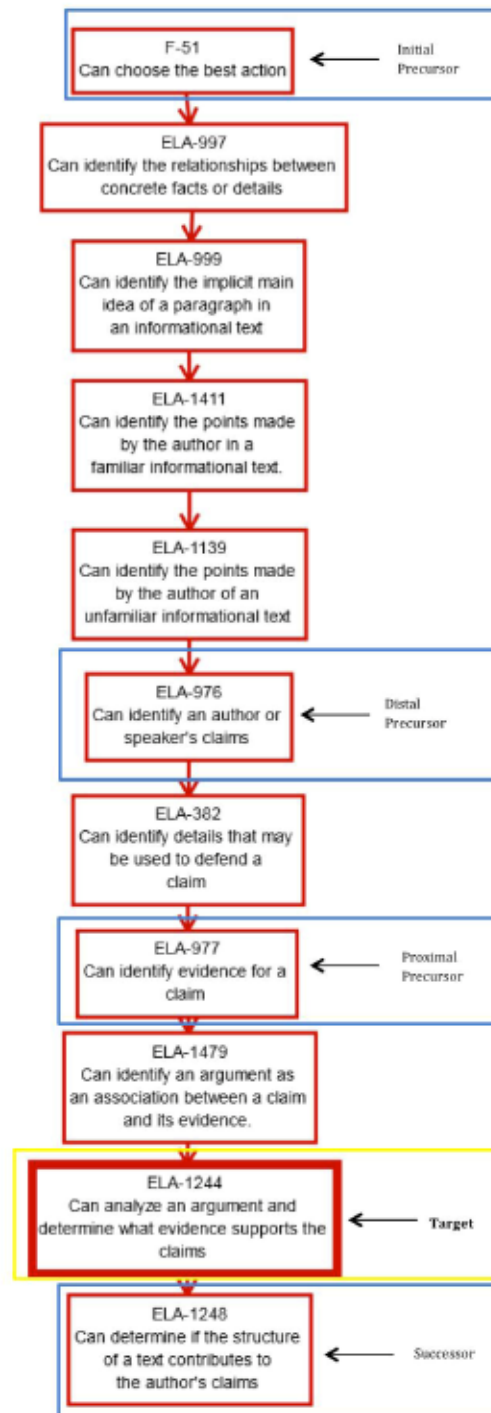 F-51
Can choose the best action
Initial
Precursor
ELA-997
Can identify the relationships between
concrete facts or details
ELA-999
Can identify the implicit main
idea of a paragraph in
an informational text
ELA-1411
Can identify the points made
by the author in a
familiar informational text.
ELA-1139
Can identify the points made
by the author of an
unfamiliar informational text
ELA-976
Can identify an author or
speaker's claims
Distal
Precursor
ELA-382
Can identify details that may
be used to defend a
claim
ELA-977
Can identify evidence for a
claim
Proximal
Precursor
ELA-1479
Can identify an argument as
an association between a claim
and its evidence.
ELA-1244
Can analyze an argument and
determine what evidence supports the
claims
Target
ELA-1248
Can determine if the structure
of a text contributes to
the author's claims
Successor